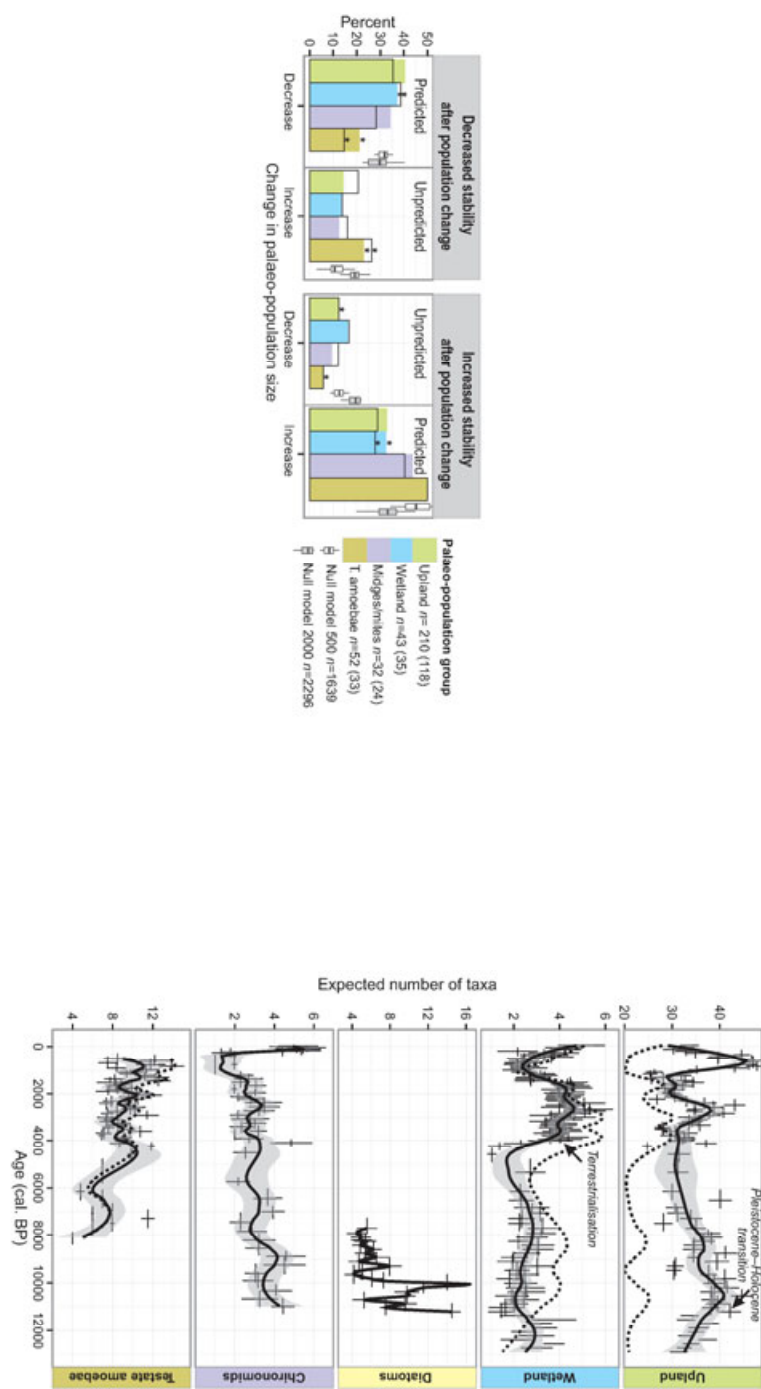 Decreased stability
after population change
Increased stability
after population change
Predicted
Unpredicted
Unpredicted
Predicted
Percent
0 10 20 30 40 50
Decrease
Increase
Decrease
Increase
Change in palaeo-population size
Palaeo-population group
Upland n= 210 (118)
Wetland n=43 (35)
Midges/miles n=32 (24)
T. amoebae n=52 (33)
Null model 500 n=1639
Null model 2000 n=2296
Pleistocene–Holocene
transition
Upland
20 30 40
Terrestrialisation
Wetland
2 4 6
Diatoms
4 8 12 16
Chironomids
2 4 6
Testate amoebae
4 8 12
Expected number of taxa
0 2000 4000 6000 8000 10000 12000
Age (cal. BP)